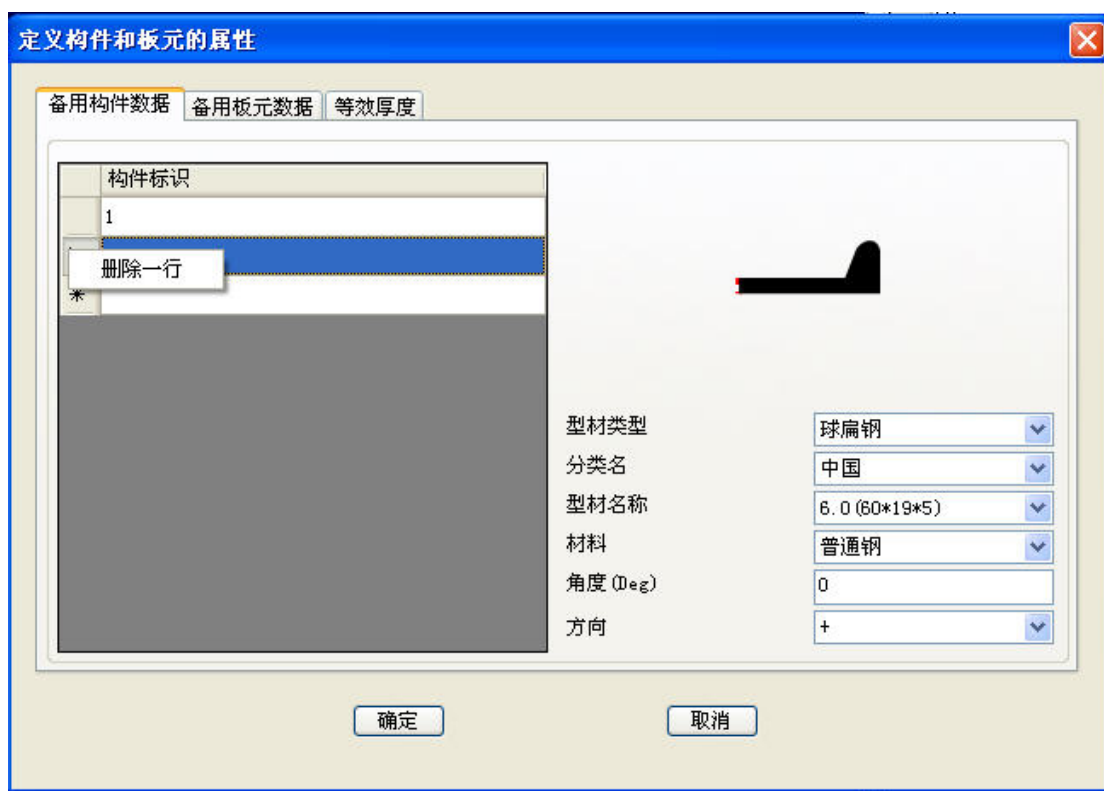 定义构件和板元的属性
备用构件数据 备用板元数据 等效厚度
构件标识
1
删除一行
*
型材类型 球扁钢
分类名 中国
型材名称 6.0(60*19*5)
材料 普通钢
角度(Deg) 0
方向 +
确定 取消